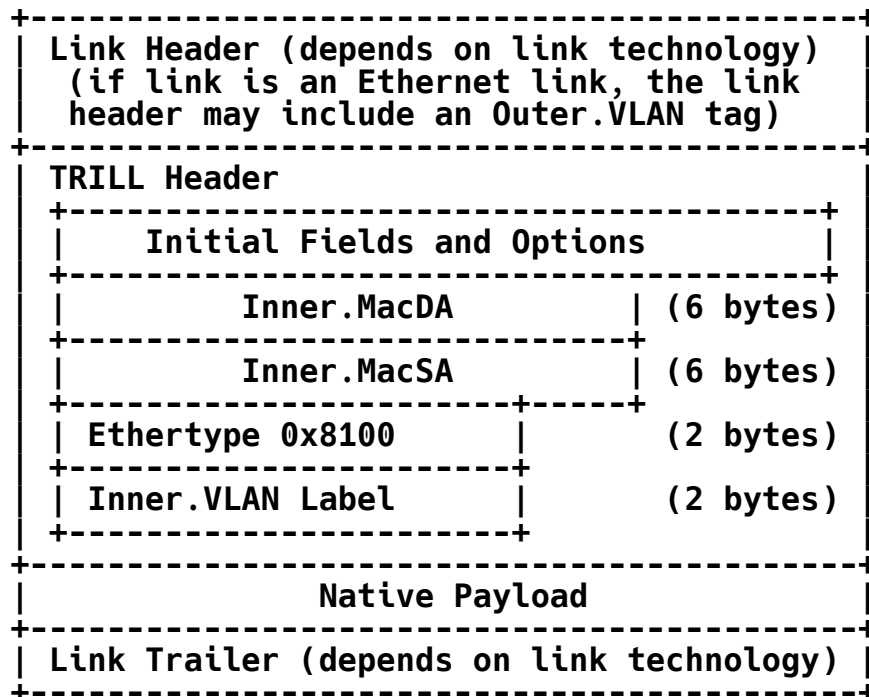 Link Header (depends on link technology)
(if link is an Ethernet link, the link
header may include an Outer.VLAN tag)
TRILL Header
Initial Fields and Options
Inner.MacDA (6 bytes)
Inner.MacSA (6 bytes)
Ethertype 0x8100 (2 bytes)
Inner.VLAN Label (2 bytes)
Native Payload
Link Trailer (depends on link technology)